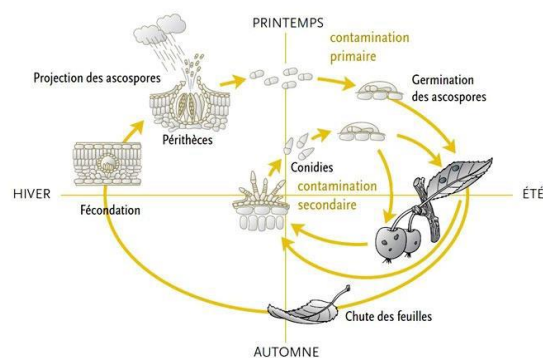 PRINTEMPS
contamination
primaire
Projection des ascospores
Germination
des ascospores
Périthèces
Conidies
contamination
secondaire
HIVER
Fécondation
ÉTÉ
Chute des feuilles
AUTOMNE